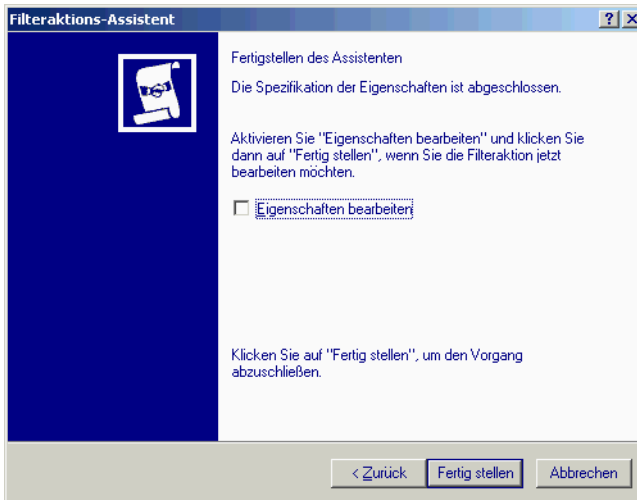 Filteraktions-Assistent
Fertigstellen des Assistenten
Die Spezifikation der Eigenschaften ist abgeschlossen.
Aktivieren Sie "Eigenschaften bearbeiten" und klicken Sie
dann auf "Fertig stellen", wenn Sie die Filteraktion jetzt
bearbeiten möchten.
Eigenschaften bearbeiten
Klicken Sie auf "Fertig stellen", um den Vorgang
abzuschließen.
< Zurück Fertig stellen Abbrechen